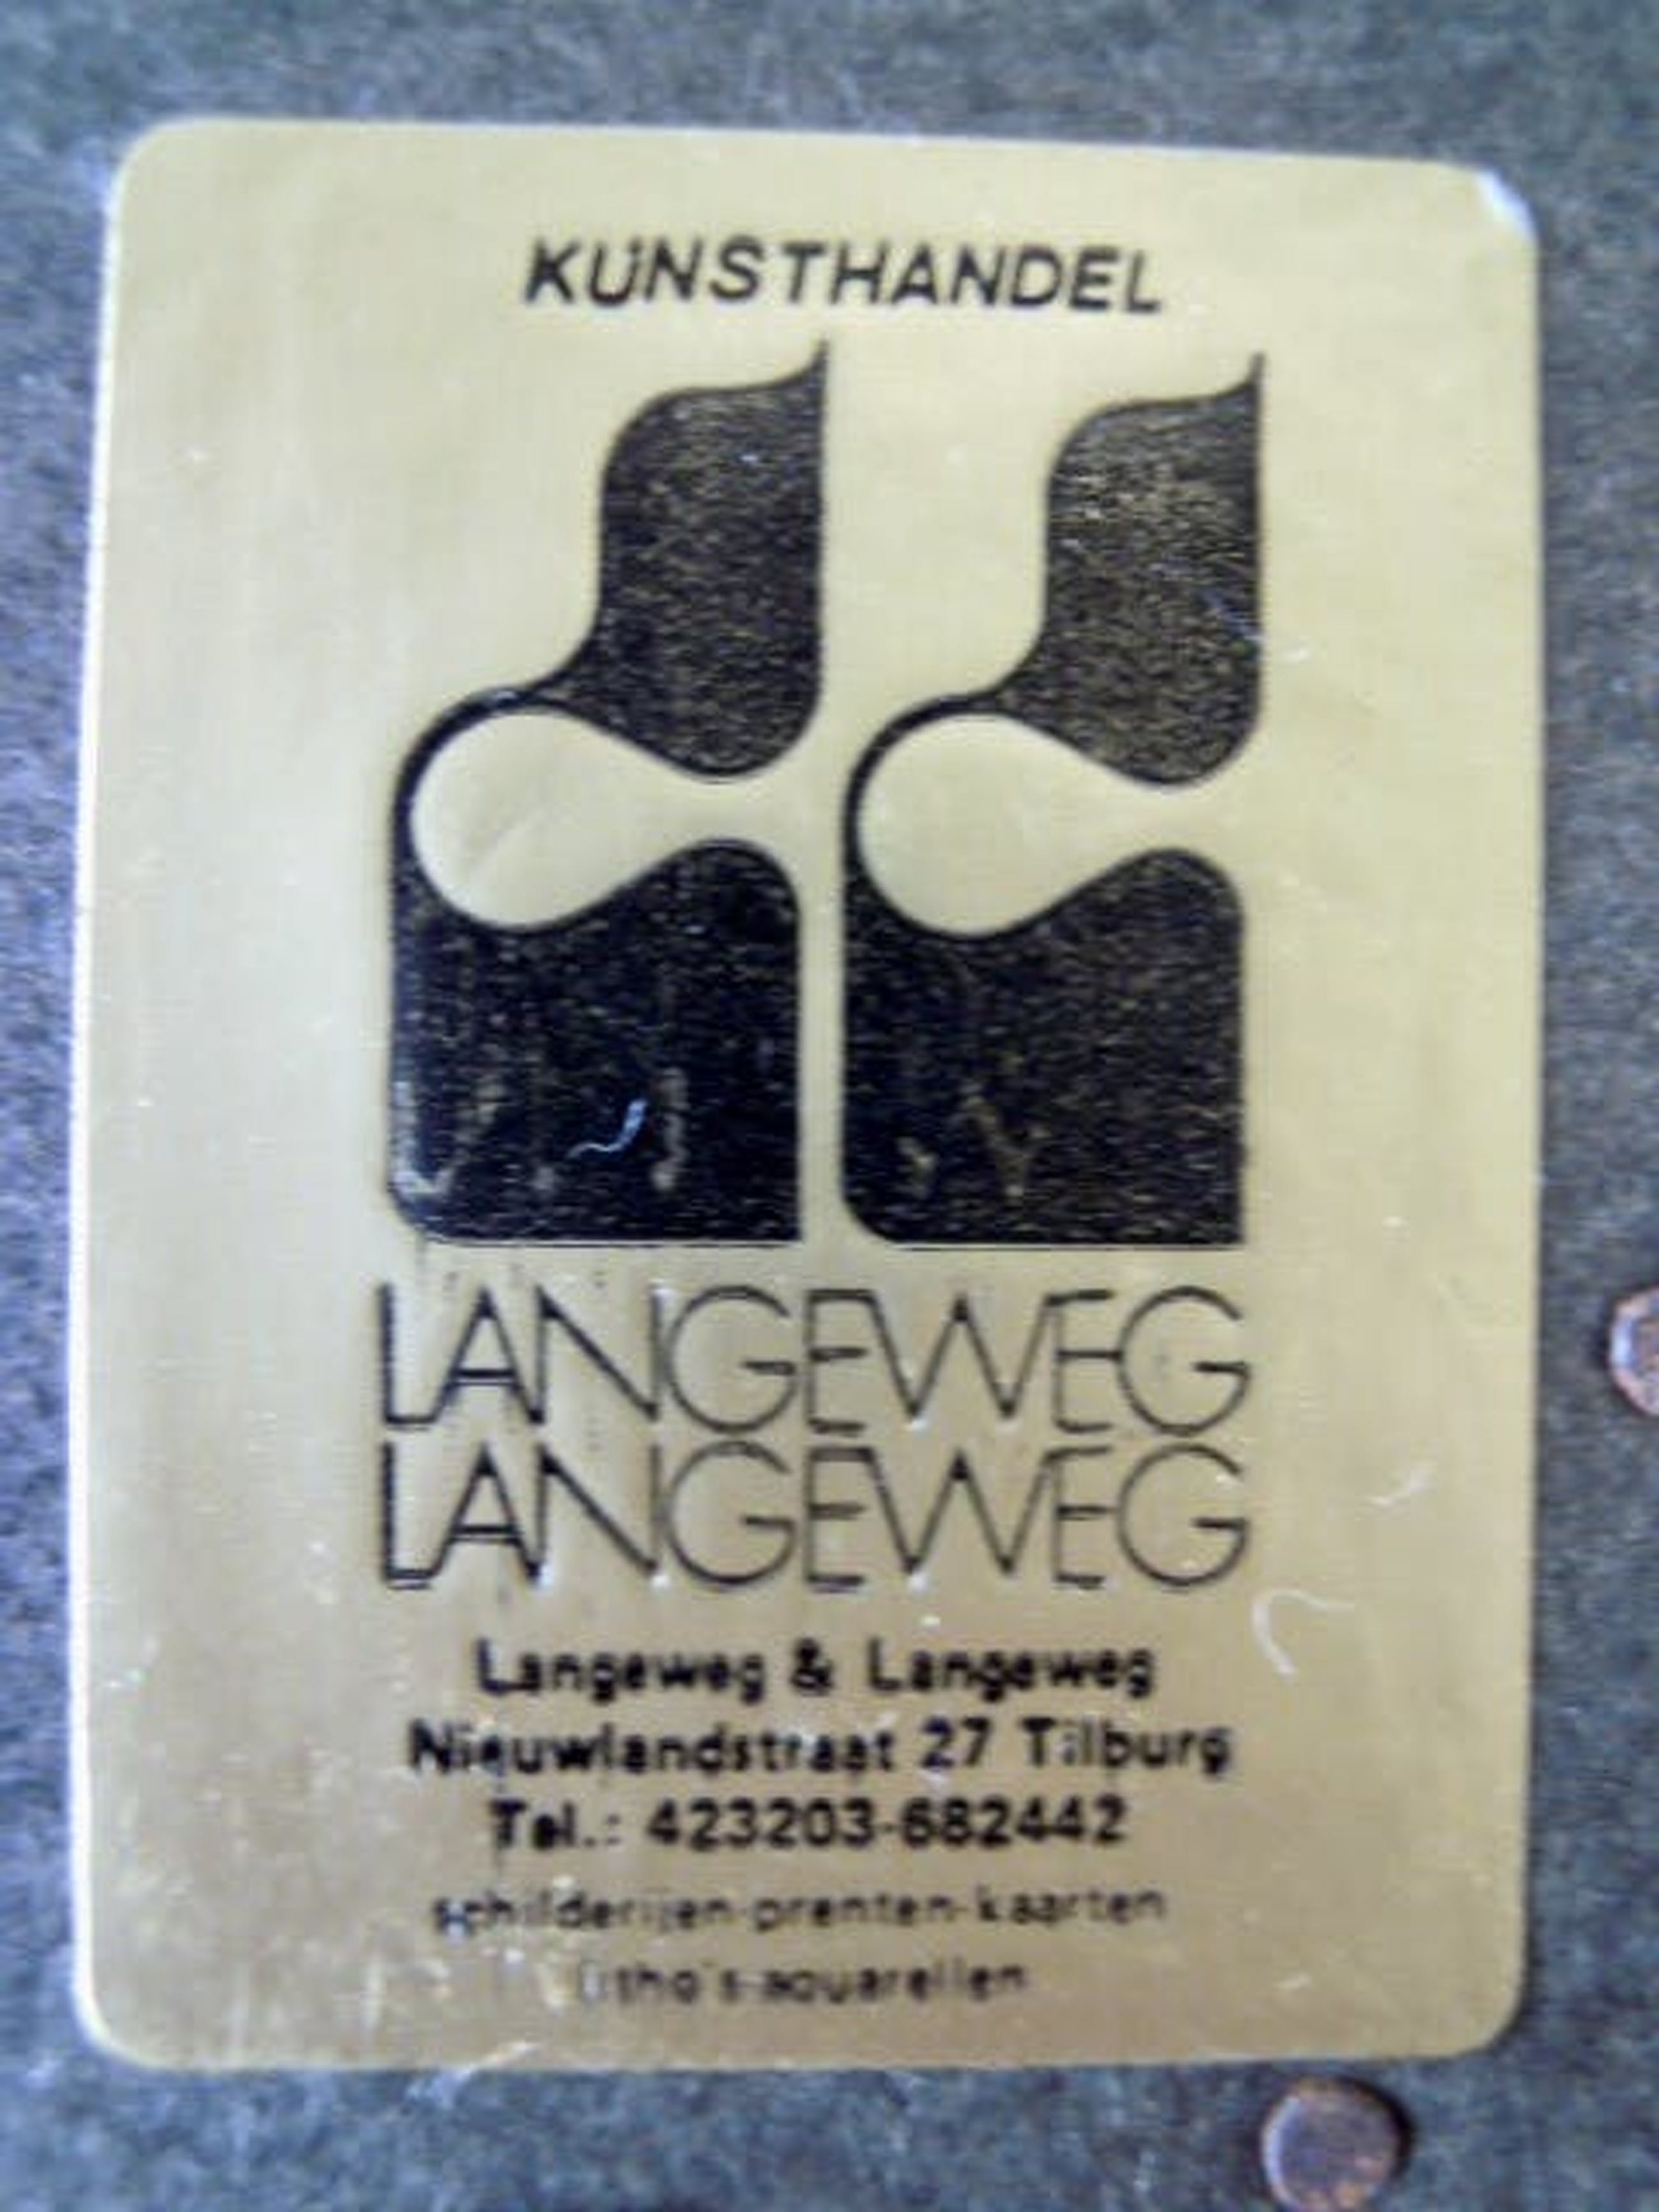 KUNSTHANDEL
LANGEWEG
LANGEWEG
Langeweg & Langeweg
Nieuwlandstraat 27 Tilburg
Tel.: 423203-682442
schilderijen-prenten-kaarten
litho's-aquarellen